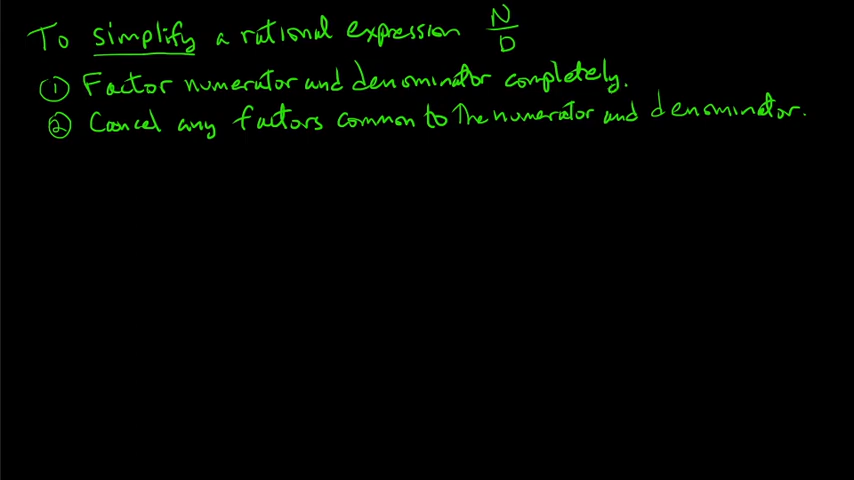 To simplify a rational expression N/D
① Factor numerator and denominator completely.
② Cancel any factors common to the numerator and denominator.